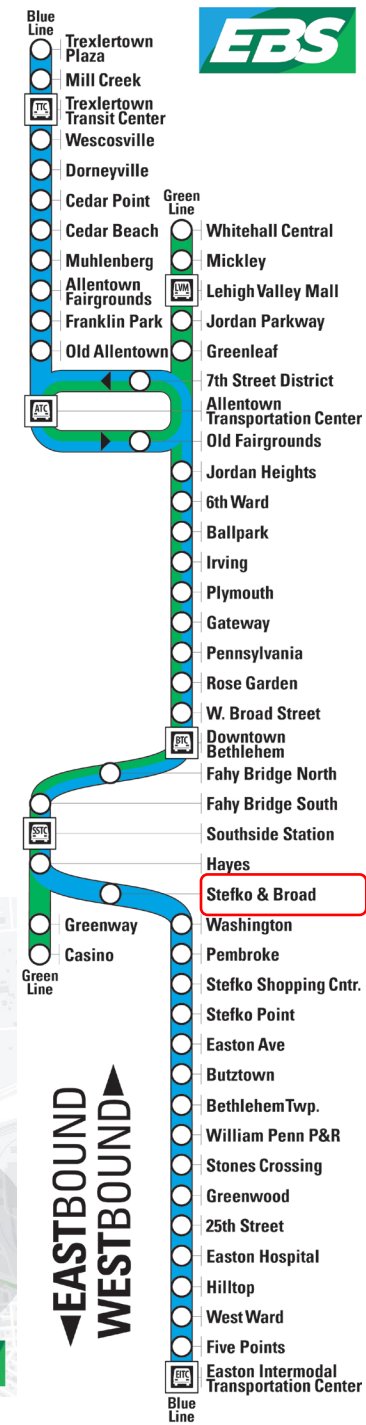 Blue
Line
EBS
Trexlertown
Plaza
Mill Creek
TTC
Trexlertown
Transit Center
Wescosville
Dorneyville
Cedar Point
Green
Line
Cedar Beach
Whitehall Central
Muhlenberg
Mickley
Allentown
Fairgrounds
LVM
Lehigh Valley Mall
Franklin Park
Jordan Parkway
Old Allentown
Greenleaf
7th Street District
ATC
Allentown
Transportation Center
Old Fairgrounds
Jordan Heights
6th Ward
Ballpark
Irving
Plymouth
Gateway
Pennsylvania
Rose Garden
W. Broad Street
BTC
Downtown
Bethlehem
Fahy Bridge North
Fahy Bridge South
SSTC
Southside Station
Hayes
Stefko & Broad
Greenway
Washington
Casino
Pembroke
Green
Line
Stefko Shopping Cntr.
Stefko Point
Easton Ave
Butztown
Bethlehem Twp.
William Penn P&R
Stones Crossing
Greenwood
25th Street
Easton Hospital
Hilltop
West Ward
Five Points
EITC
Easton Intermodal
Transportation Center
Blue
Line
EASTBOUND
WESTBOUND